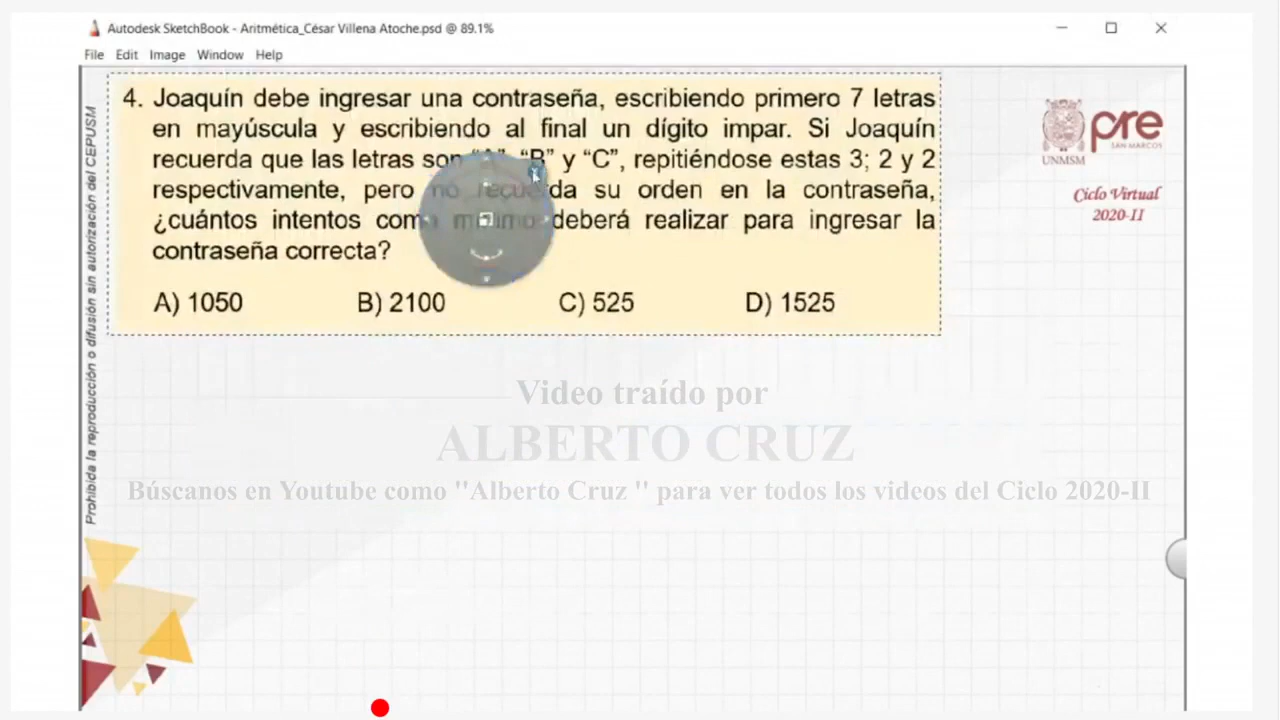 Autodesk SketchBook - Aritmética_César Villena Atoche.psd @ 89.1%
File Edit Image Window Help
4. Joaquín debe ingresar una contraseña, escribiendo primero 7 letras
en mayúscula y escribiendo al final un dígito impar. Si Joaquín
recuerda que las letras son "A", "B" y "C", repitiéndose estas 3; 2 y 2
respectivamente, pero no recuerda su orden en la contraseña,
¿cuántos intentos como máximo deberá realizar para ingresar la
contraseña correcta?
A) 1050 B) 2100 C) 525 D) 1525
Prohibida la reproducción o difusión sin autorización del CEPUSM
UNMSM
pre
SAN MARCOS
Ciclo Virtual
2020-II
Video traído por
ALBERTO CRUZ
Búscanos en Youtube como "Alberto Cruz " para ver todos los videos del Ciclo 2020-II